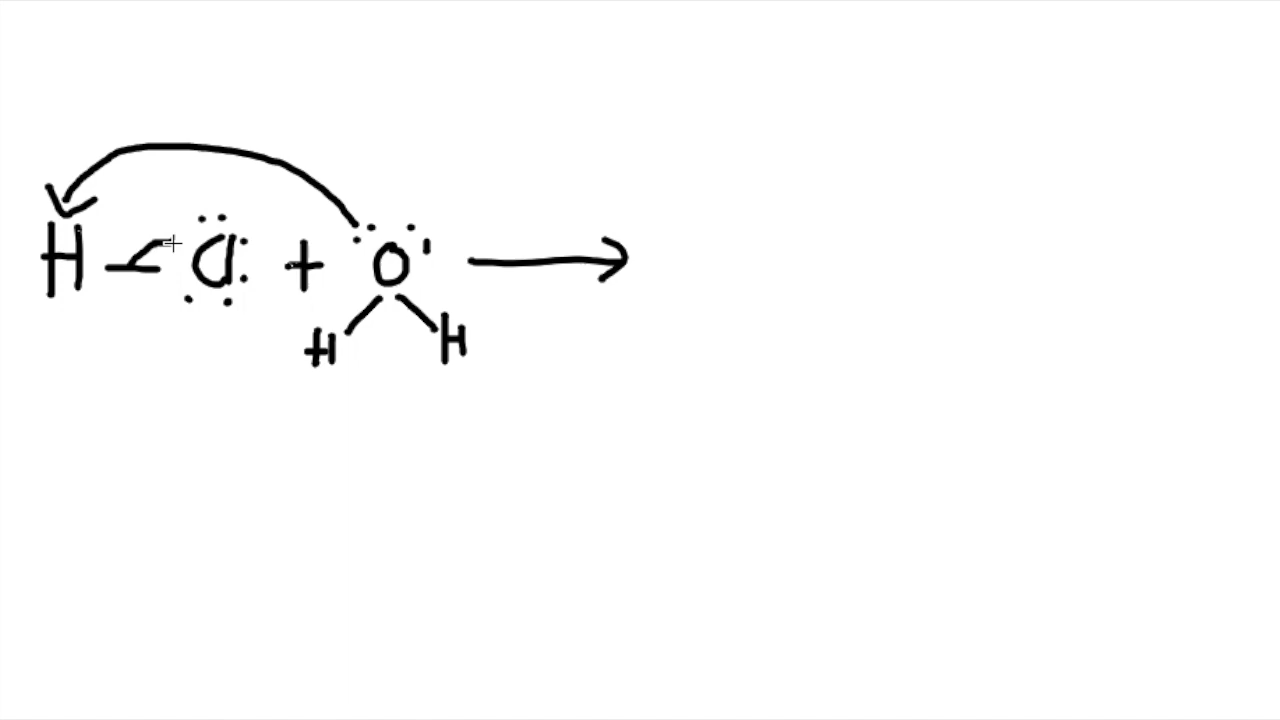 H — Cl + O →
H H